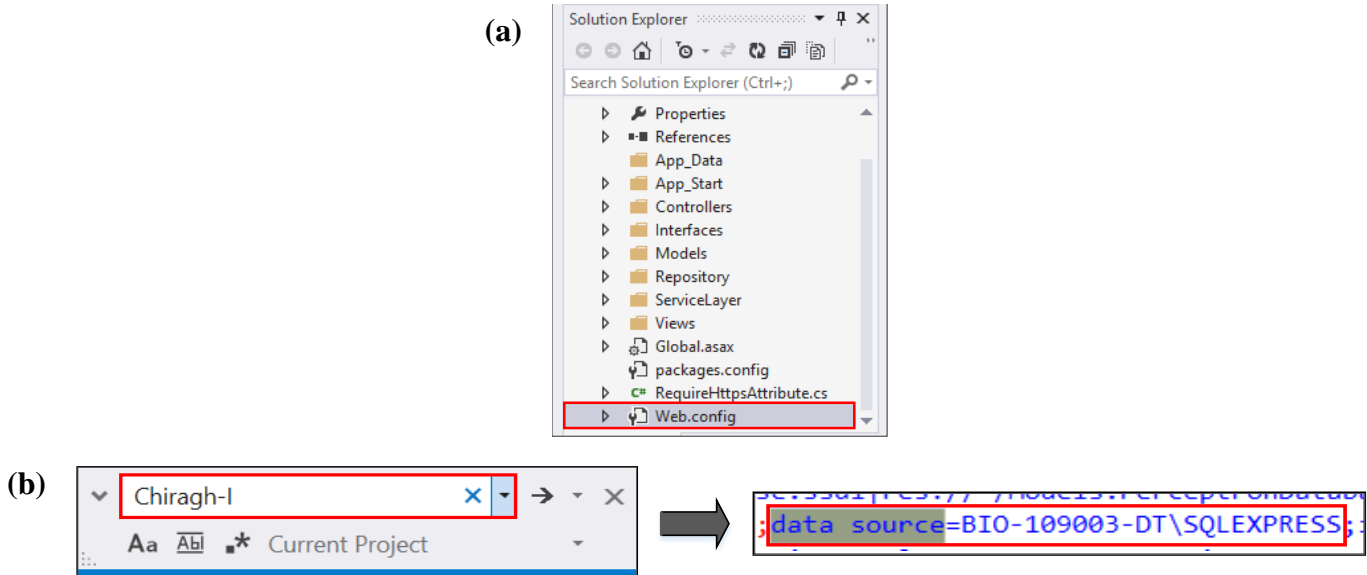 (a)
Solution Explorer
Search Solution Explorer (Ctrl+;)
Properties
References
App_Data
App_Start
Controllers
Interfaces
Models
Repository
ServiceLayer
Views
Global.asax
packages.config
C# RequireHttpsAttribute.cs
Web.config
(b)
Chiragh-I
Aa Abl .* Current Project
;data source=BIO-109003-DT\SQLEXPRESS;